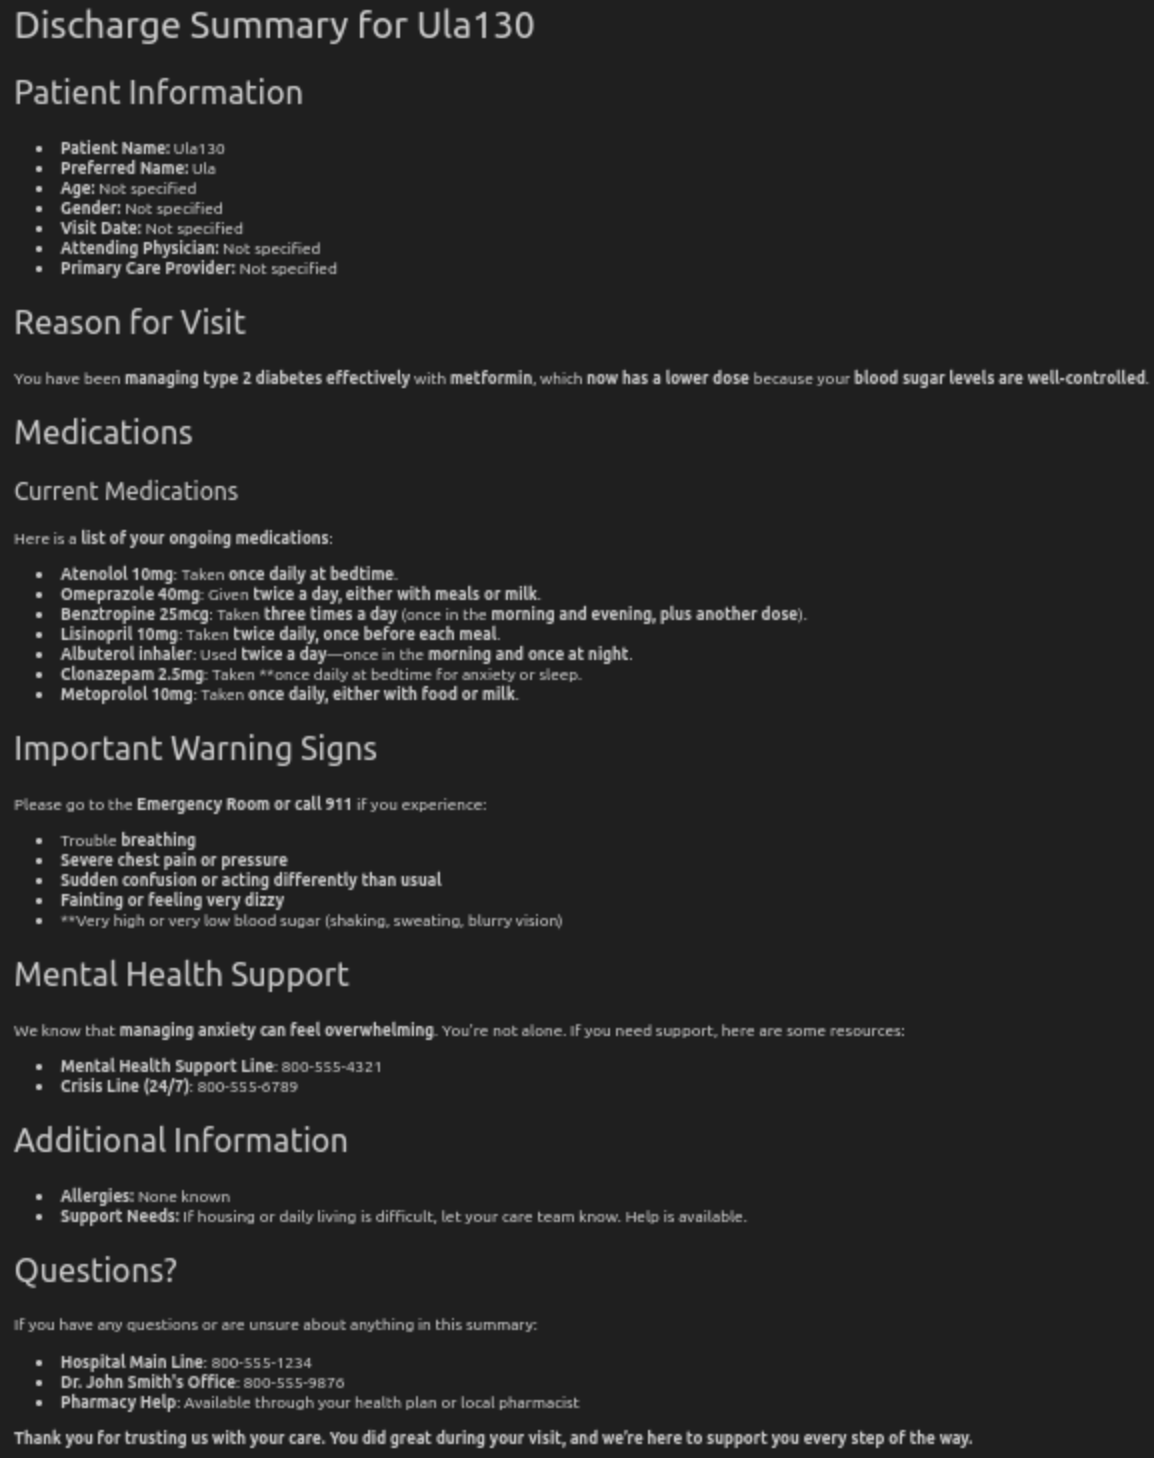 Discharge Summary for Ula130
Patient Information
• Patient Name: Ula130
• Preferred Name: Ula
• Age: Not specified
• Gender: Not specified
• Visit Date: Not specified
• Attending Physician: Not specified
• Primary Care Provider: Not specified
Reason for Visit
You have been managing type 2 diabetes effectively with metformin, which now has a lower dose because your blood sugar levels are well-controlled.
Medications
Current Medications
Here is a list of your ongoing medications:
• Atenolol 10mg: Taken once daily at bedtime.
• Omeprazole 40mg: Given twice a day, either with meals or milk.
• Benztropine 25mcg: Taken three times a day (once in the morning and evening, plus another dose).
• Lisinopril 10mg: Taken twice daily, once before each meal.
• Albuterol inhaler: Used twice a day—once in the morning and once at night.
• Clonazepam 2.5mg: Taken **once daily at bedtime for anxiety or sleep.
• Metoprolol 10mg: Taken once daily, either with food or milk.
Important Warning Signs
Please go to the Emergency Room or call 911 if you experience:
• Trouble breathing
• Severe chest pain or pressure
• Sudden confusion or acting differently than usual
• Fainting or feeling very dizzy
• **Very high or very low blood sugar (shaking, sweating, blurry vision)
Mental Health Support
We know that managing anxiety can feel overwhelming. You're not alone. If you need support, here are some resources:
• Mental Health Support Line: 800-555-4321
• Crisis Line (24/7): 800-555-6789
Additional Information
• Allergies: None known
• Support Needs: If housing or daily living is difficult, let your care team know. Help is available.
Questions?
If you have any questions or are unsure about anything in this summary:
• Hospital Main Line: 800-555-1234
• Dr. John Smith's Office: 800-555-9876
• Pharmacy Help: Available through your health plan or local pharmacist
Thank you for trusting us with your care. You did great during your visit, and we're here to support you every step of the way.